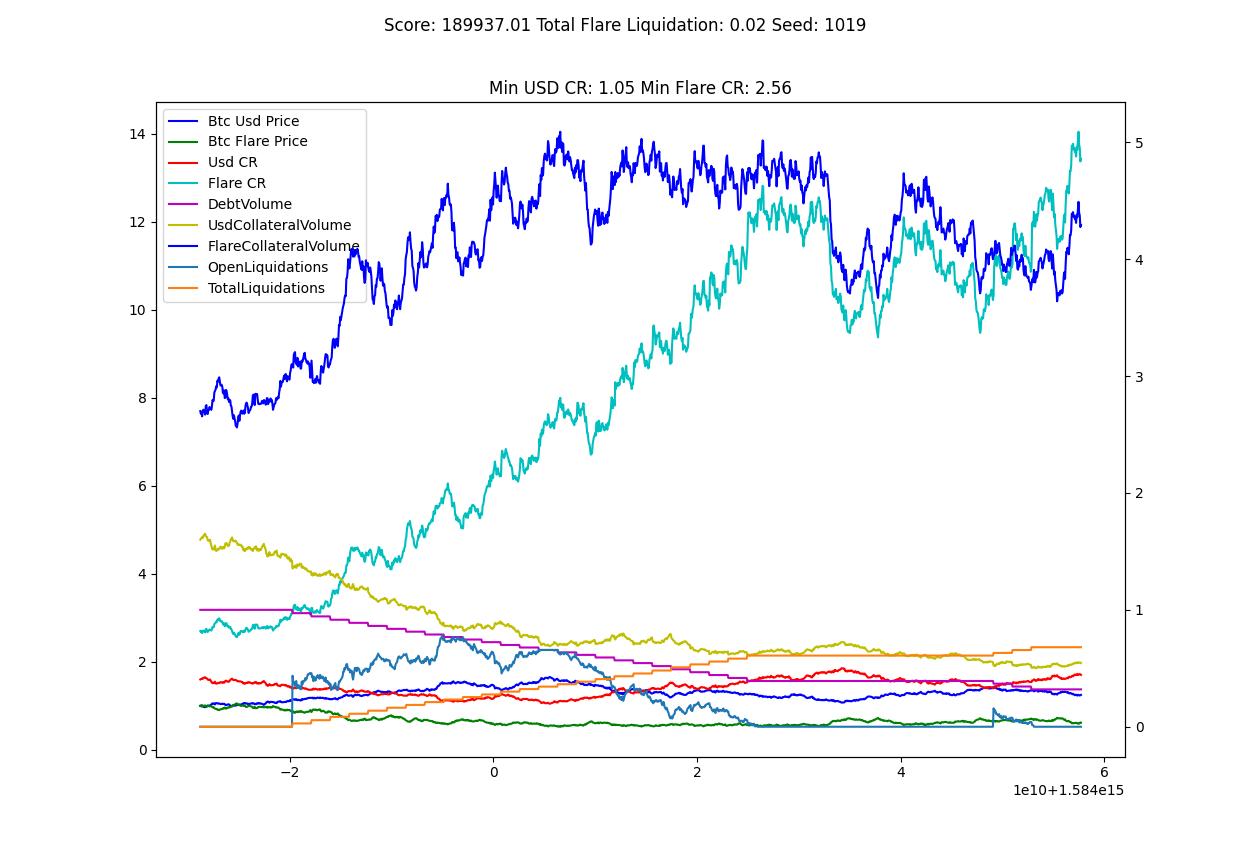 Score: 189937.01 Total Flare Liquidation: 0.02 Seed: 1019
Min USD CR: 1.05 Min Flare CR: 2.56
Btc Usd Price
Btc Flare Price
Usd CR
Flare CR
DebtVolume
UsdCollateralVolume
FlareCollateralVolume
OpenLiquidations
TotalLiquidations
14
12
10
8
6
4
2
0
5
4
3
2
1
0
−2
0
2
4
6
1e10+1.584e15